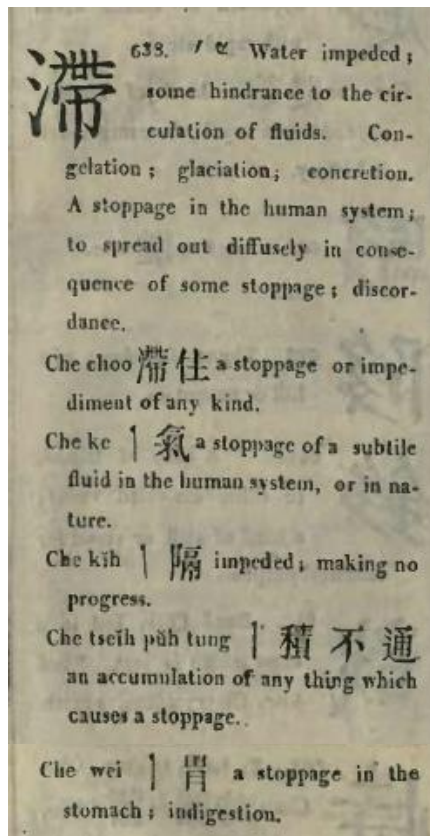 滯 638. Water impeded;
some hindrance to the cir-
culation of fluids. Con-
gelation; glaciation; concretion.
A stoppage in the human system;
to spread out diffusely in conse-
quence of some stoppage; discor-
dance.
Che choo 滯住 a stoppage or impe-
diment of any kind.
Che ke 丨氣 a stoppage of a subtile
fluid in the human system, or in na-
ture.
Che kĭh 丨隔 impeded; making no
progress.
Che tseĭh pŭh tung 丨積不通
an accumulation of any thing which
causes a stoppage.
Che wei 丨胃 a stoppage in the
stomach; indigestion.